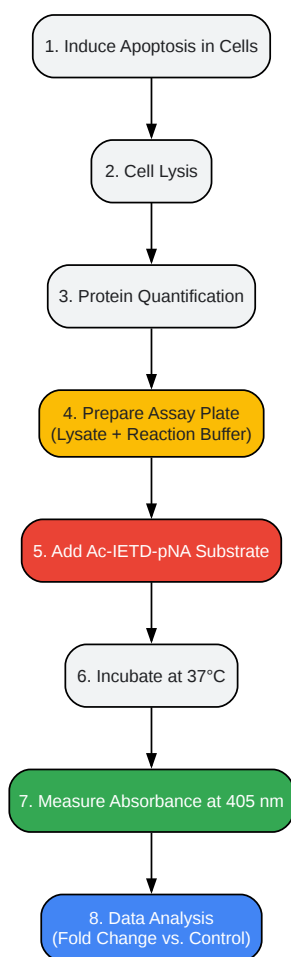 1. Induce Apoptosis in Cells
2. Cell Lysis
3. Protein Quantification
4. Prepare Assay Plate
(Lysate + Reaction Buffer)
5. Add Ac-IETD-pNA Substrate
6. Incubate at 37°C
7. Measure Absorbance at 405 nm
8. Data Analysis
(Fold Change vs. Control)